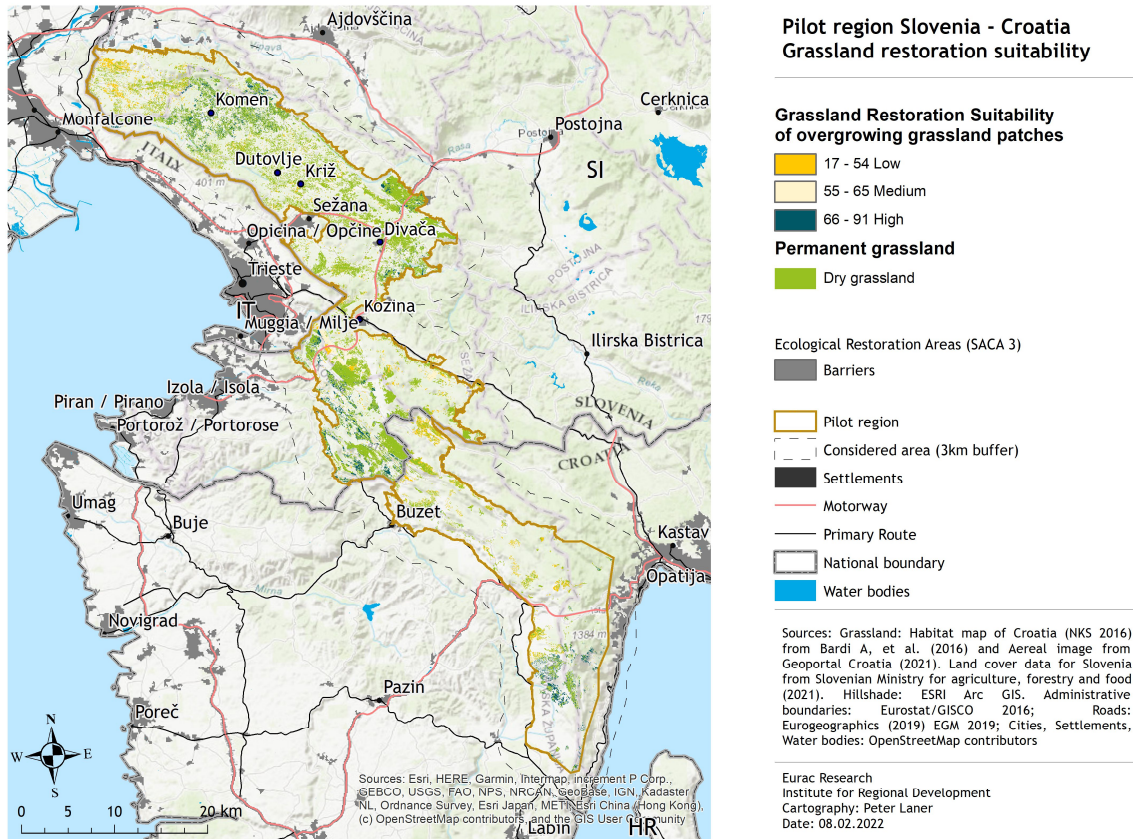 Pilot region Slovenia - Croatia
Grassland restoration suitability
Grassland Restoration Suitability
of overgrowing grassland patches
17 - 54 Low
55 - 65 Medium
66 - 91 High
Permanent grassland
Dry grassland
Ecological Restoration Areas (SACA 3)
Barriers
Pilot region
Considered area (3km buffer)
Settlements
Motorway
Primary Route
National boundary
Water bodies
Sources: Grassland: Habitat map of Croatia (NKS 2016)
from Bardi A, et al. (2016) and Aereal image from
Geoportal Croatia (2021). Land cover data for Slovenia
from Slovenian Ministry for agriculture, forestry and food
(2021). Hillshade: ESRI Arc GIS. Administrative
boundaries: Eurostat/GISCO 2016; Roads:
Eurogeographics (2019) EGM 2019; Cities, Settlements,
Water bodies: OpenStreetMap contributors
Eurac Research
Institute for Regional Development
Cartography: Peter Laner
Date: 08.02.2022
Ajdovščina
Cerknica
Komen
Monfalcone
Postojna
Rasa
ITALY
SI
Dutovlje
Križ
401 m
Sežana
Opicina / Opčine
Divača
Trieste
POSTOJNA
ILIRSKA BISTRICA
IT
Kozina
Muggia / Milje
Ilirska Bistrica
Reka
Izola / Isola
Piran / Pirano
Portorož / Portorose
SLOVENIA
CROATIA
Umag
Buje
Buzet
Kastav
Opatija
Mirna
Novigrad
1384 m
Pazin
Poreč
N
W
E
S
0 5 10 20 km
Sources: Esri, HERE, Garmin, Intermap, increment P Corp.,
GEBCO, USGS, FAO, NPS, NRCAN, GeoBase, IGN, Kadaster
NL, Ordnance Survey, Esri Japan, METI, Esri China (Hong Kong),
(c) OpenStreetMap contributors, and the GIS User Community
Labin
HR